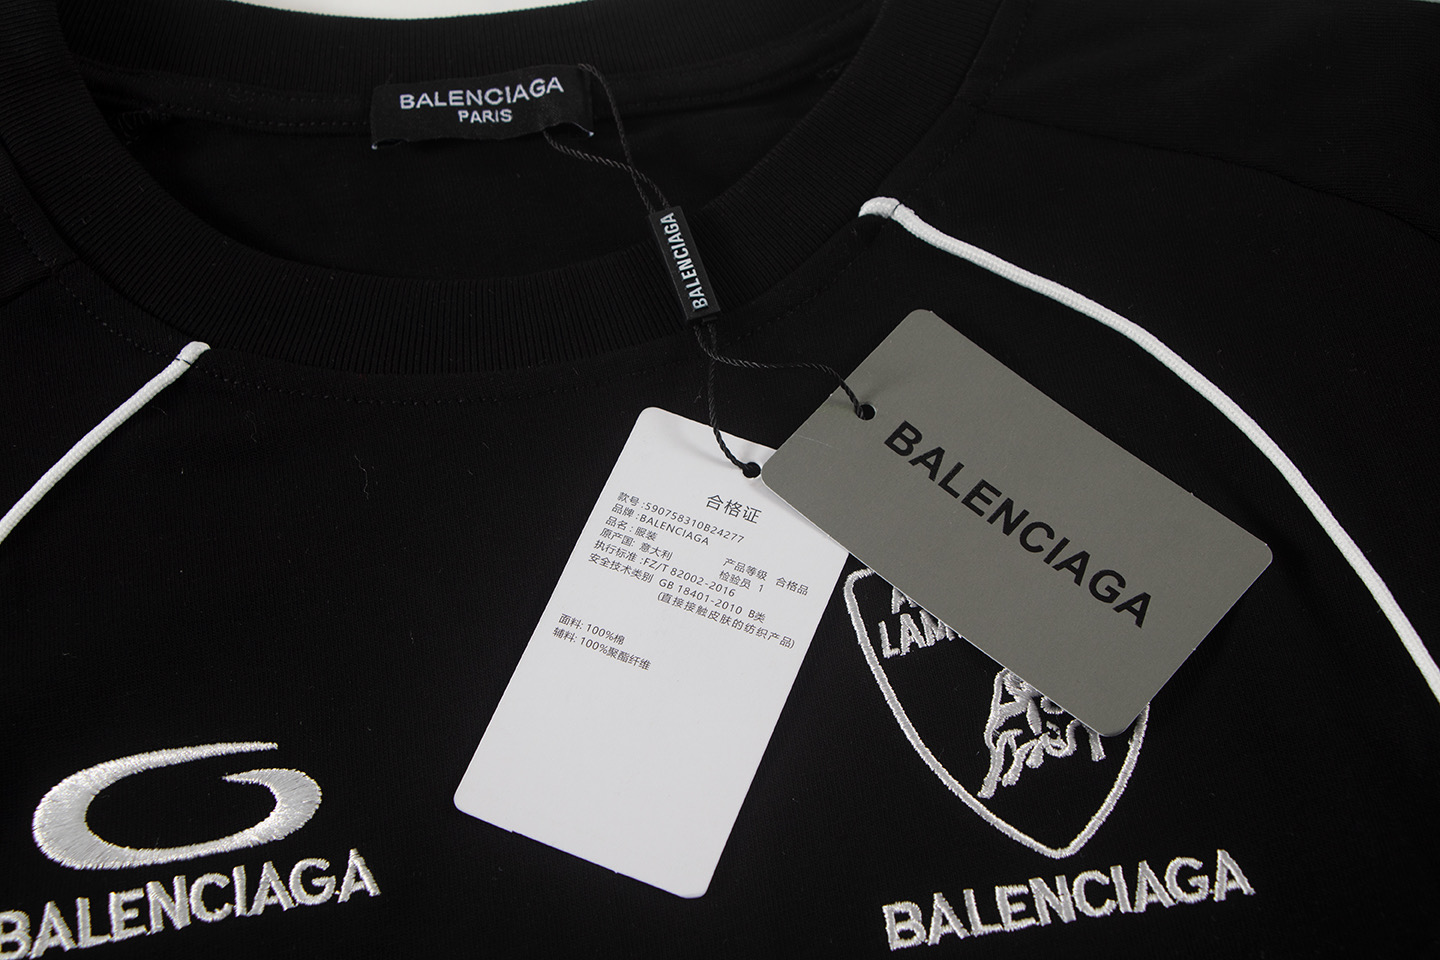 BALENCIAGA
PARIS
BALENCIAGA
BALENCIAGA
合格证
款号:590758310B24277
品牌:BALENCIAGA
品名: 服装
原产国: 意大利
产品等级 合格品
检验员 1
执行标准:FZ/T 82002-2016
安全技术类别 GB 18401-2010 B类
(直接接触皮肤的纺织产品)
面料: 100%棉
辅料: 100%聚酯纤维
BALENCIAGA
BALENCIAGA